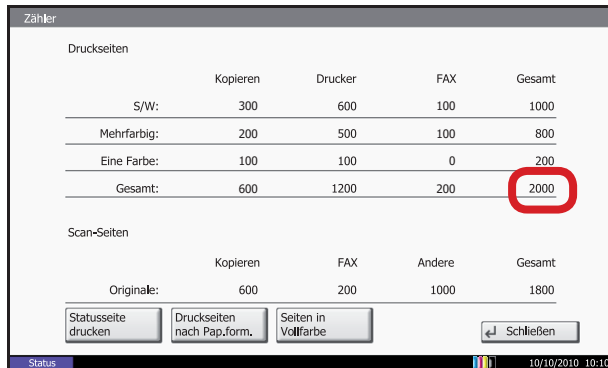 Zähler
Druckseiten
Kopieren Drucker FAX Gesamt
S/W: 300 600 100 1000
Mehrfarbig: 200 500 100 800
Eine Farbe: 100 100 0 200
Gesamt: 600 1200 200 2000
Scan-Seiten
Kopieren FAX Andere Gesamt
Originale: 600 200 1000 1800
Statusseite drucken
Druckseiten nach Pap.form.
Seiten in Vollfarbe
Schließen
Status 10/10/2010 10:10